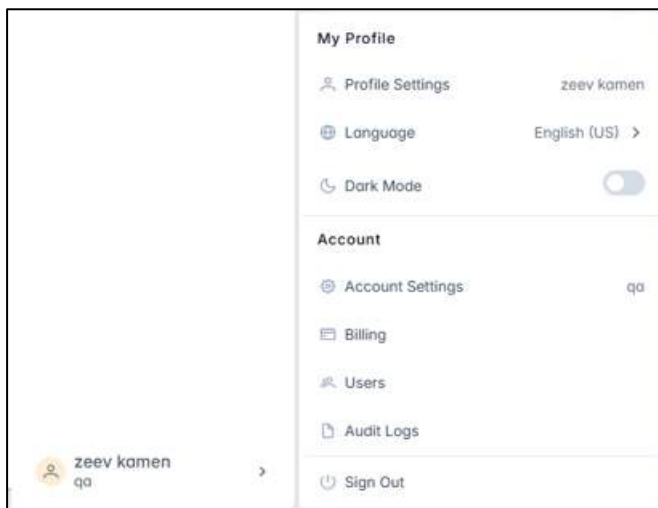 My Profile
Profile Settings zeev kamen
Language English (US)
Dark Mode
Account
Account Settings qa
Billing
Users
Audit Logs
Sign Out
zeev kamen
qa